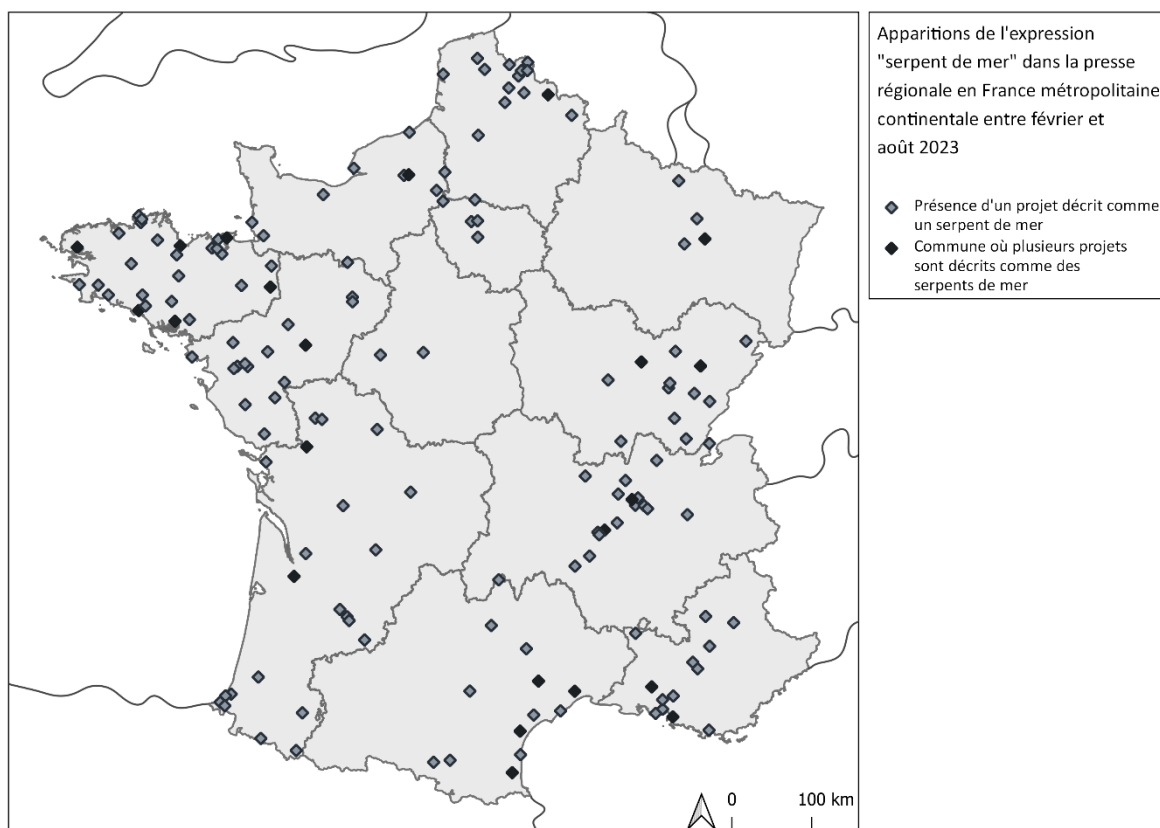 Apparitions de l'expression
"serpent de mer" dans la presse
régionale en France métropolitaine
continentale entre février et
août 2023
Présence d'un projet décrit comme
un serpent de mer
Commune où plusieurs projets
sont décrits comme des
serpents de mer
0 100 km